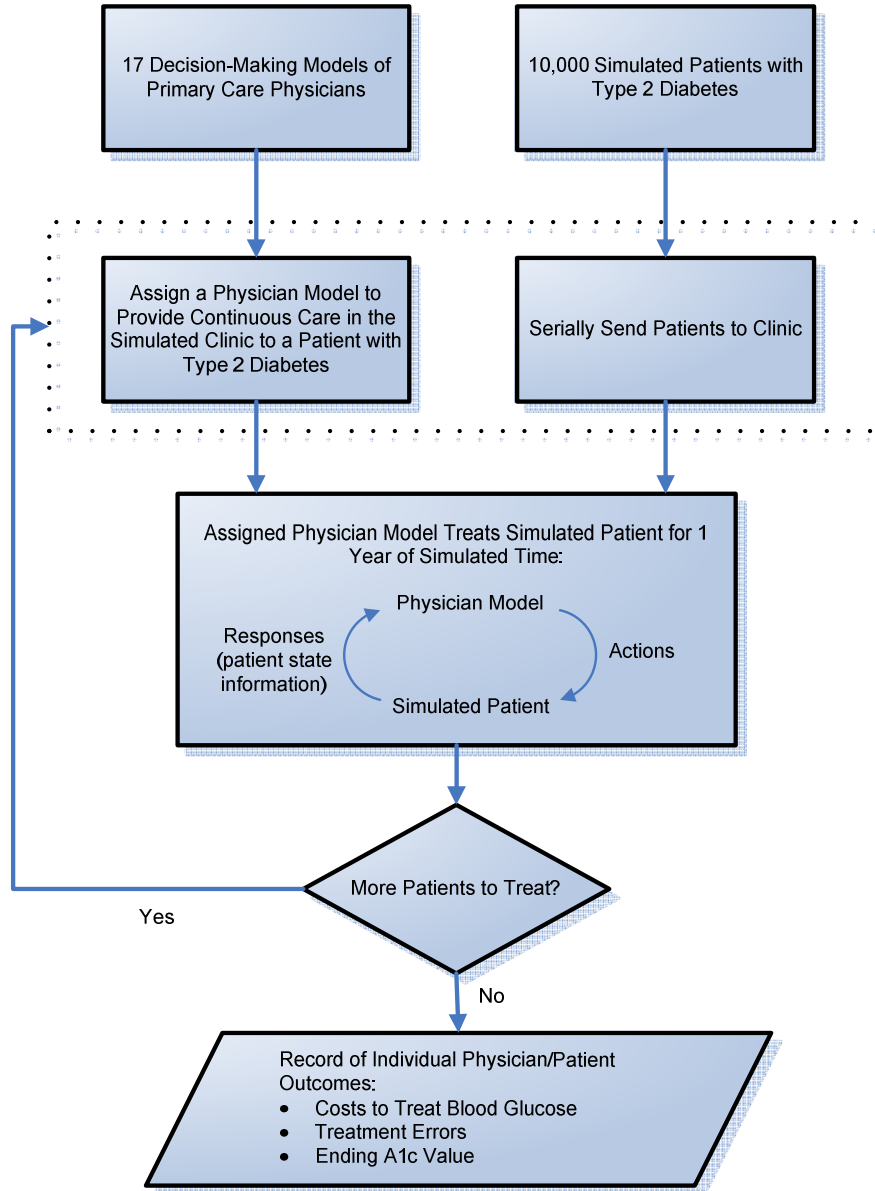 17 Decision-Making Models of
Primary Care Physicians
10,000 Simulated Patients with
Type 2 Diabetes
Assign a Physician Model to
Provide Continuous Care in the
Simulated Clinic to a Patient with
Type 2 Diabetes
Serially Send Patients to Clinic
Assigned Physician Model Treats Simulated Patient for 1
Year of Simulated Time:
Physician Model
Responses
(patient state
information)
Actions
Simulated Patient
More Patients to Treat?
Yes
No
Record of Individual Physician/Patient
Outcomes:
• Costs to Treat Blood Glucose
• Treatment Errors
• Ending A1c Value